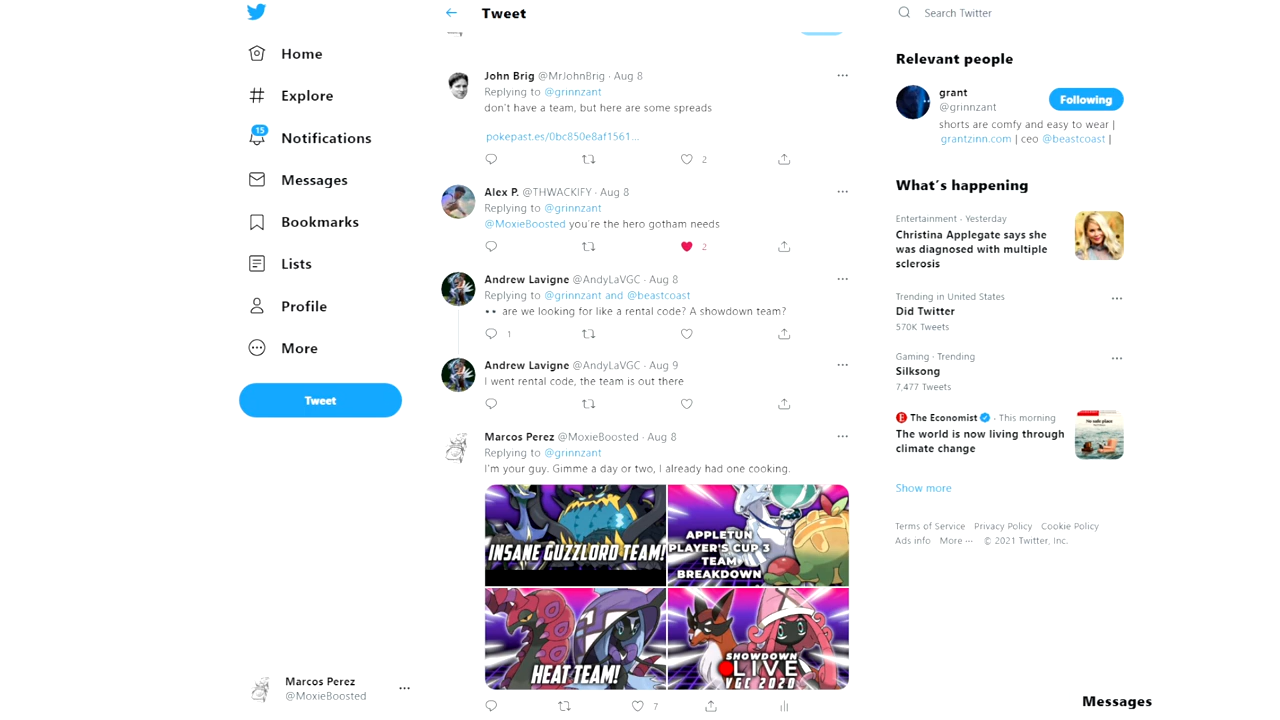 Home
Explore
15
Notifications
Messages
Bookmarks
Lists
Profile
More
Tweet
Marcos Perez
@MoxieBoosted
Tweet
John Brig @MrJohnBrig · Aug 8
Replying to @grinnzant
don't have a team, but here are some spreads
pokepast.es/0bc850e8af1561...
2
Alex P. @THWACKIFY · Aug 8
Replying to @grinnzant
@MoxieBoosted you're the hero gotham needs
2
Andrew Lavigne @AndyLaVGC · Aug 8
Replying to @grinnzant and @beastcoast
are we looking for like a rental code? A showdown team?
1
Andrew Lavigne @AndyLaVGC · Aug 9
I went rental code, the team is out there
Marcos Perez @MoxieBoosted · Aug 8
Replying to @grinnzant
I'm your guy. Gimme a day or two, I already had one cooking.
INSANE GUZZLORD TEAM!
APPLETUN
PLAYER'S CUP 3
TEAM
BREAKDOWN
HEAT TEAM!
SHOWDOWN
LIVE
VGC 2020
7
Search Twitter
Relevant people
grant
@grinnzant
Following
shorts are comfy and easy to wear |
grantzinn.com | ceo @beastcoast |
What's happening
Entertainment · Yesterday
Christina Applegate says she
was diagnosed with multiple
sclerosis
Trending in United States
Did Twitter
570K Tweets
Gaming · Trending
Silksong
7,477 Tweets
The Economist · This morning
The world is now living through
climate change
Show more
Terms of Service Privacy Policy Cookie Policy
Ads info More ··· © 2021 Twitter, Inc.
Messages